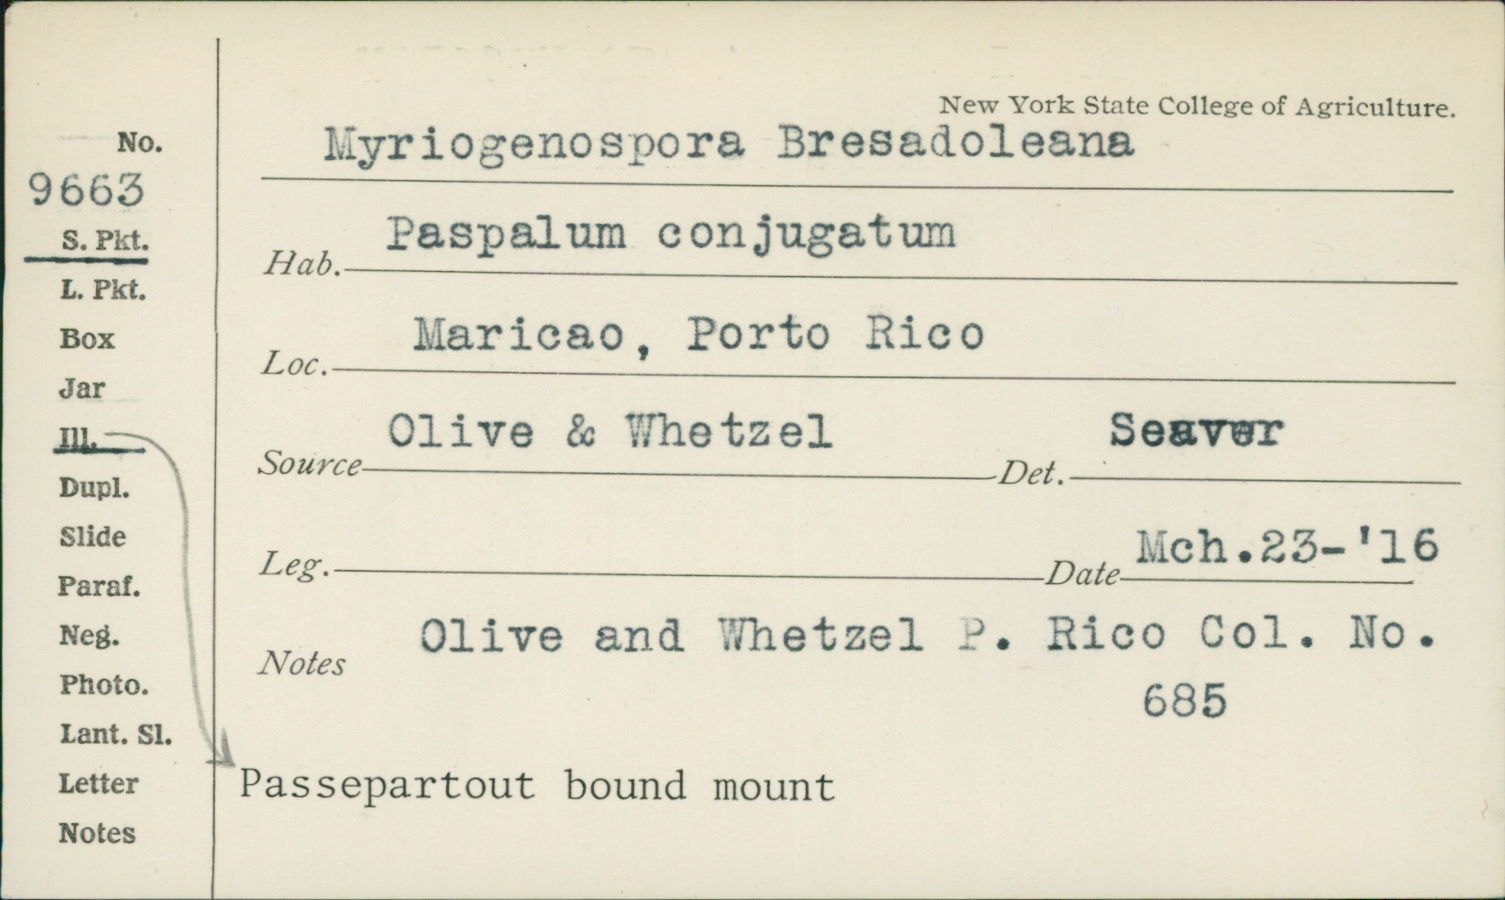 New York State College of Agriculture.
No.
9663
S. Pkt.
L. Pkt.
Box
Jar
Ill.
Dupl.
Slide
Paraf.
Neg.
Photo.
Lant. Sl.
Letter
Notes
Myriogenospora Bresadoleana
Hab. Paspalum conjugatum
Loc. Maricao, Porto Rico
Source Olive & Whetzel Det. Seaver
Leg. Date Mch.23-'16
Notes Olive and Whetzel P. Rico Col. No.
685
Passepartout bound mount